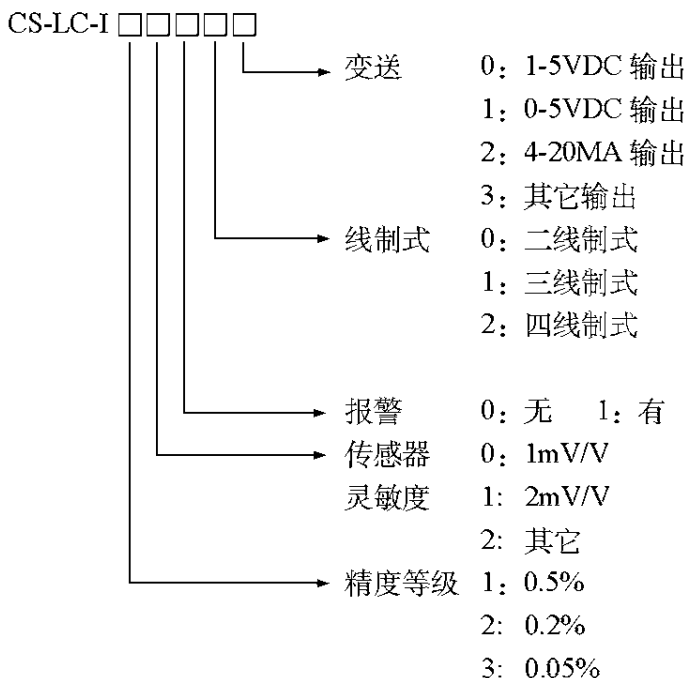 CS-LC-I □□□□□
变送 0：1-5VDC 输出
1：0-5VDC 输出
2：4-20MA 输出
3：其它输出
线制式 0：二线制式
1：三线制式
2：四线制式
报警 0：无 1：有
传感器 0：1mV/V
灵敏度 1: 2mV/V
2: 其它
精度等级 1：0.5%
2: 0.2%
3: 0.05%